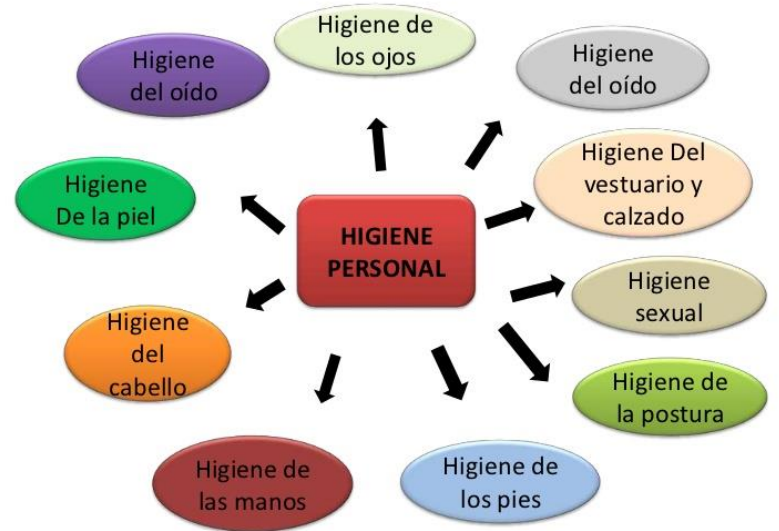 Higiene de
los ojos
Higiene
del oído
Higiene
del oído
Higiene Del
vestuario y
calzado
Higiene
De la piel
HIGIENE
PERSONAL
Higiene
sexual
Higiene
del
cabello
Higiene de
la postura
Higiene de
las manos
Higiene de
los pies